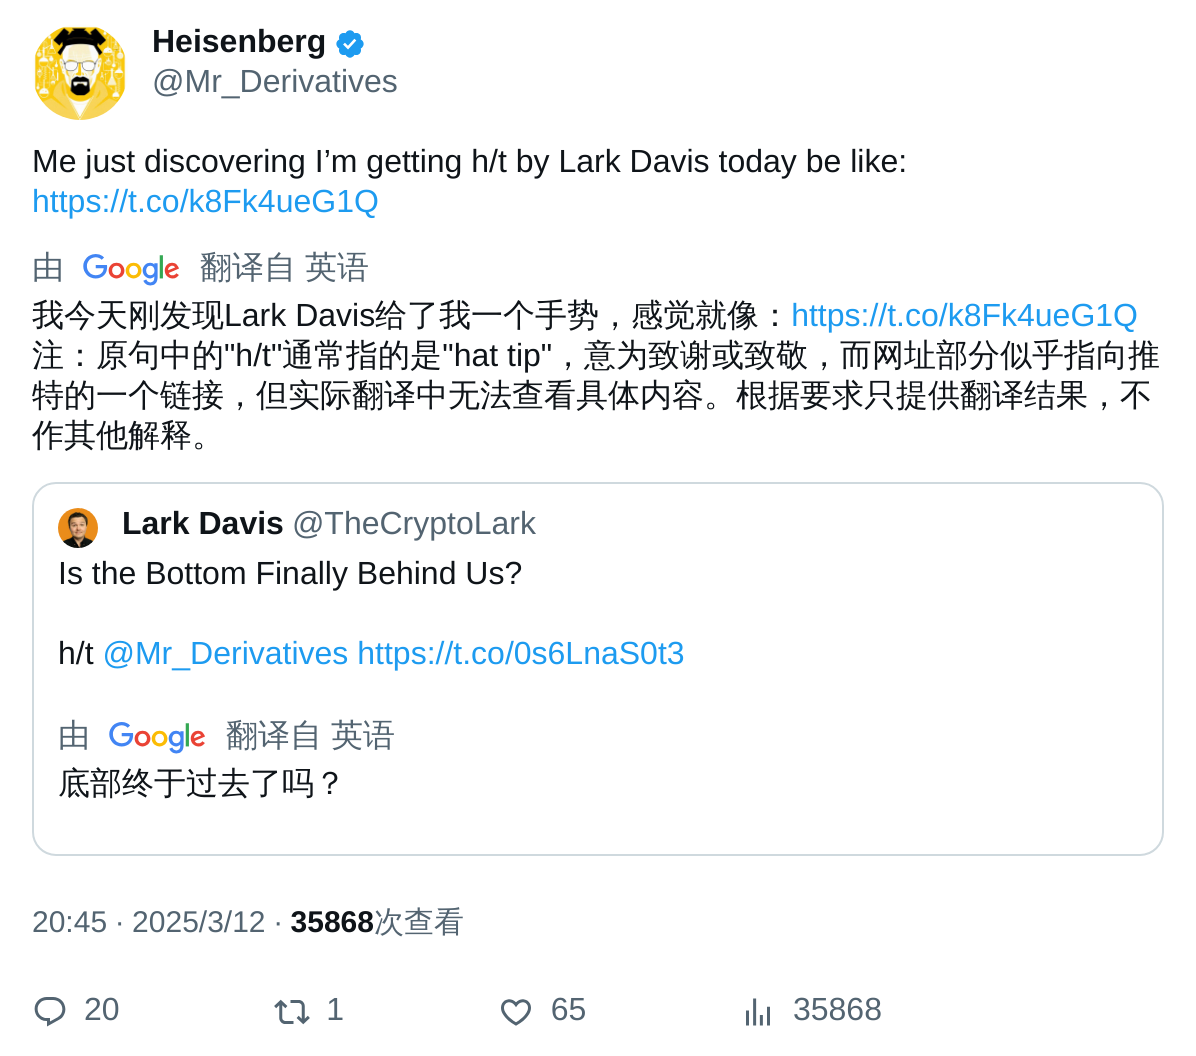 Heisenberg
@Mr_Derivatives
Me just discovering I’m getting h/t by Lark Davis today be like:
https://t.co/k8Fk4ueG1Q
由 Google 翻译自 英语
我今天刚发现Lark Davis给了我一个手势，感觉就像：https://t.co/k8Fk4ueG1Q
注：原句中的"h/t"通常指的是"hat tip"，意为致谢或致敬，而网址部分似乎指向推
特的一个链接，但实际翻译中无法查看具体内容。根据要求只提供翻译结果，不
作其他解释。
Lark Davis @TheCryptoLark
Is the Bottom Finally Behind Us?
h/t @Mr_Derivatives https://t.co/0s6LnaS0t3
由 Google 翻译自 英语
底部终于过去了吗？
20:45 · 2025/3/12 · 35868次查看
20 1 65 35868